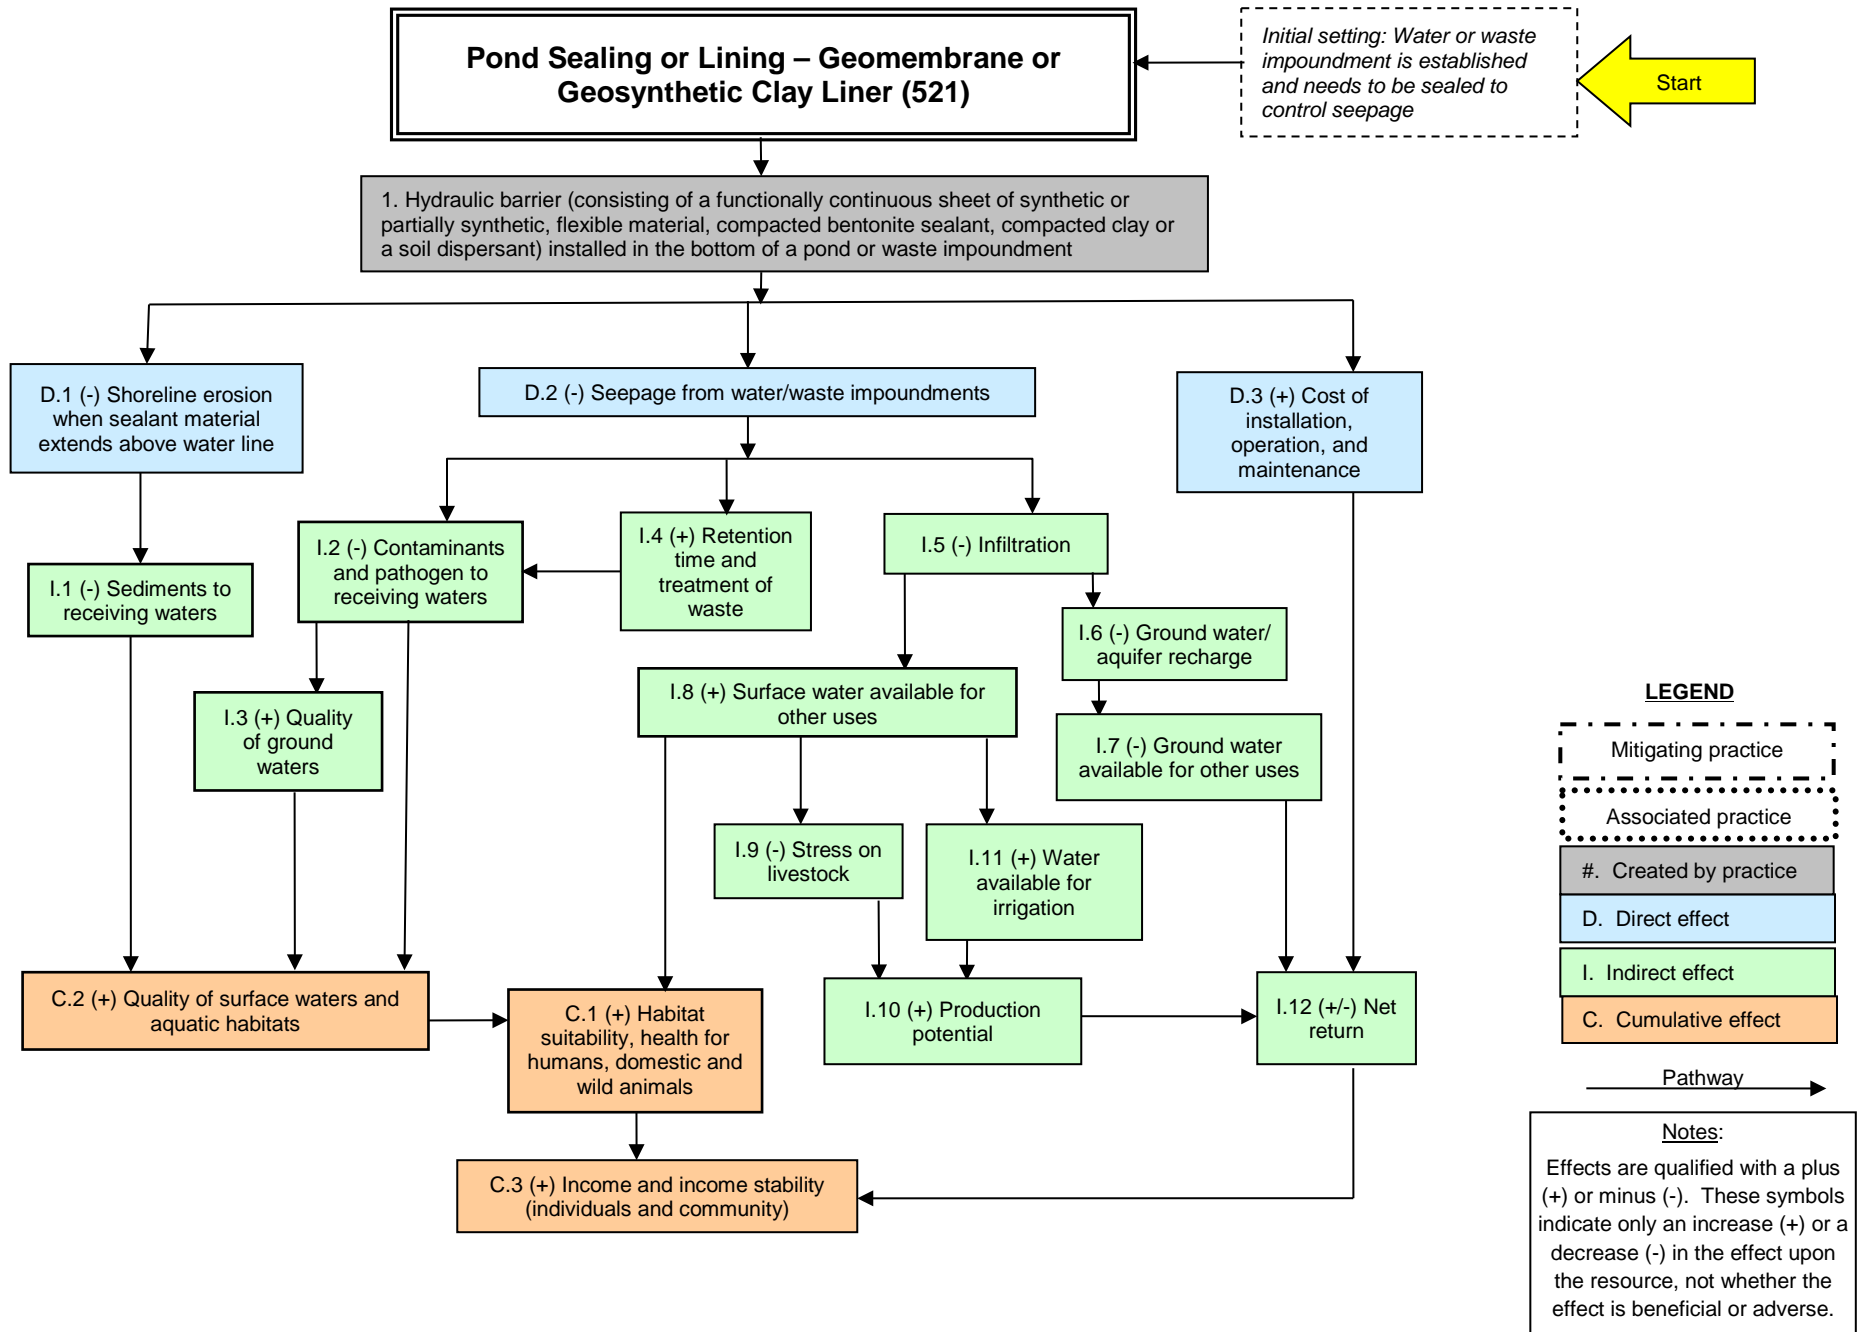 Pond Sealing or Lining – Geomembrane or
Geosynthetic Clay Liner (521)
Initial setting: Water or waste
impoundment is established
and needs to be sealed to
control seepage
Start
1. Hydraulic barrier (consisting of a functionally continuous sheet of synthetic or
partially synthetic, flexible material, compacted bentonite sealant, compacted clay or
a soil dispersant) installed in the bottom of a pond or waste impoundment
D.1 (-) Shoreline erosion
when sealant material
extends above water line
D.2 (-) Seepage from water/waste impoundments
D.3 (+) Cost of
installation,
operation, and
maintenance
I.1 (-) Sediments to
receiving waters
I.2 (-) Contaminants
and pathogen to
receiving waters
I.4 (+) Retention
time and
treatment of
waste
I.5 (-) Infiltration
I.6 (-) Ground water/
aquifer recharge
I.3 (+) Quality
of ground
waters
I.8 (+) Surface water available for
other uses
I.7 (-) Ground water
available for other uses
I.9 (-) Stress on
livestock
I.11 (+) Water
available for
irrigation
C.2 (+) Quality of surface waters and
aquatic habitats
C.1 (+) Habitat
suitability, health for
humans, domestic and
wild animals
I.10 (+) Production
potential
I.12 (+/-) Net
return
C.3 (+) Income and income stability
(individuals and community)
LEGEND
Mitigating practice
Associated practice
#. Created by practice
D. Direct effect
I. Indirect effect
C. Cumulative effect
Pathway
Notes:
Effects are qualified with a plus
(+) or minus (-). These symbols
indicate only an increase (+) or a
decrease (-) in the effect upon
the resource, not whether the
effect is beneficial or adverse.